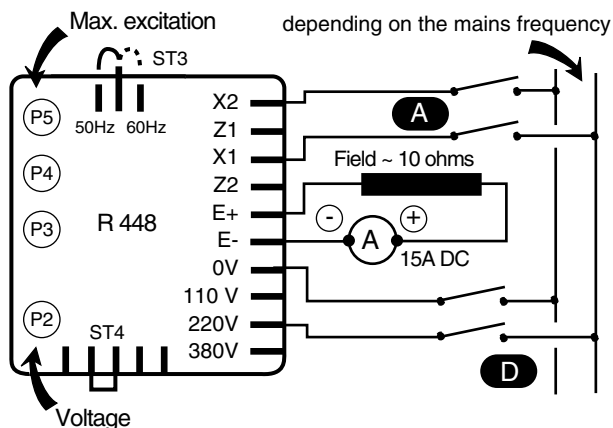 Max. excitation
depending on the mains frequency
ST3
P5
50Hz 60Hz
X2
A
Z1
X1
P4
Field ~ 10 ohms
Z2
P3
R 448
E+
- +
E-
A
15A DC
0V
110 V
P2
ST4
220V
380V
D
Voltage